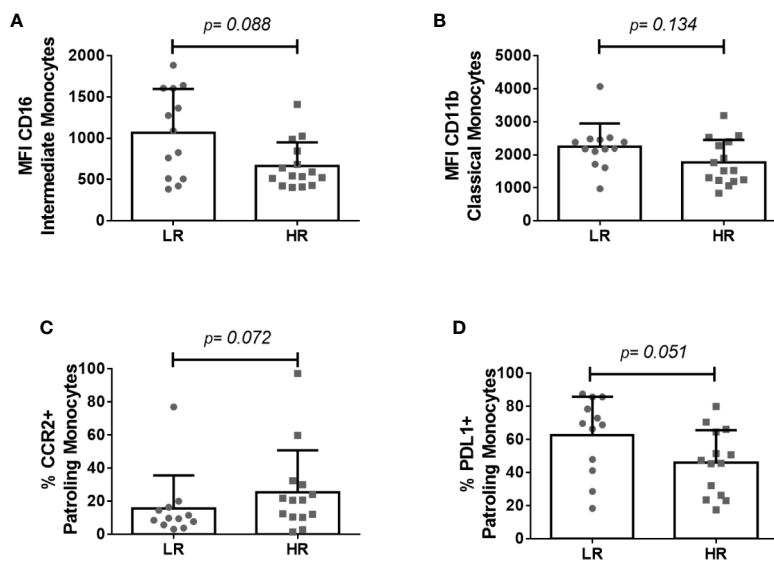 A
p= 0.088
MFI CD16
Intermediate Monocytes
2000
1500
1000
500
0
LR
HR
B
p= 0.134
MFI CD11b
Classical Monocytes
5000
4000
3000
2000
1000
0
LR
HR
C
p= 0.072
% CCR2+
Patroling Monocytes
100
80
60
40
20
0
LR
HR
D
p= 0.051
% PDL1+
Patroling Monocytes
100
80
60
40
20
0
LR
HR